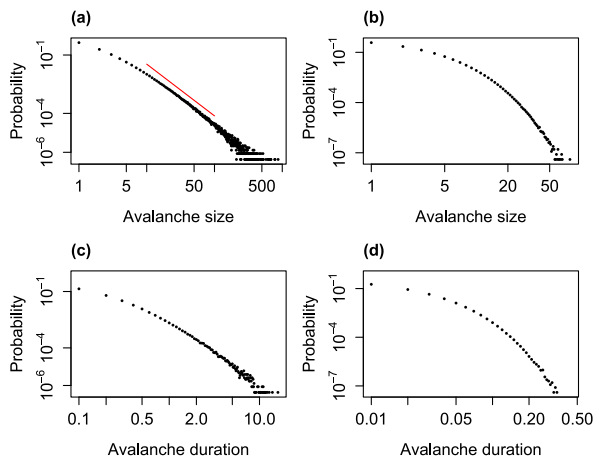 (a)
Probability
10⁻¹
10⁻⁴
10⁻⁶
1
5
50
500
Avalanche size
(b)
Probability
10⁻¹
10⁻⁴
10⁻⁷
1
5
20
50
Avalanche size
(c)
Probability
10⁻¹
10⁻⁴
10⁻⁶
0.1
0.5
2.0
10.0
Avalanche duration
(d)
Probability
10⁻¹
10⁻⁴
10⁻⁷
0.01
0.05
0.20
0.50
Avalanche duration